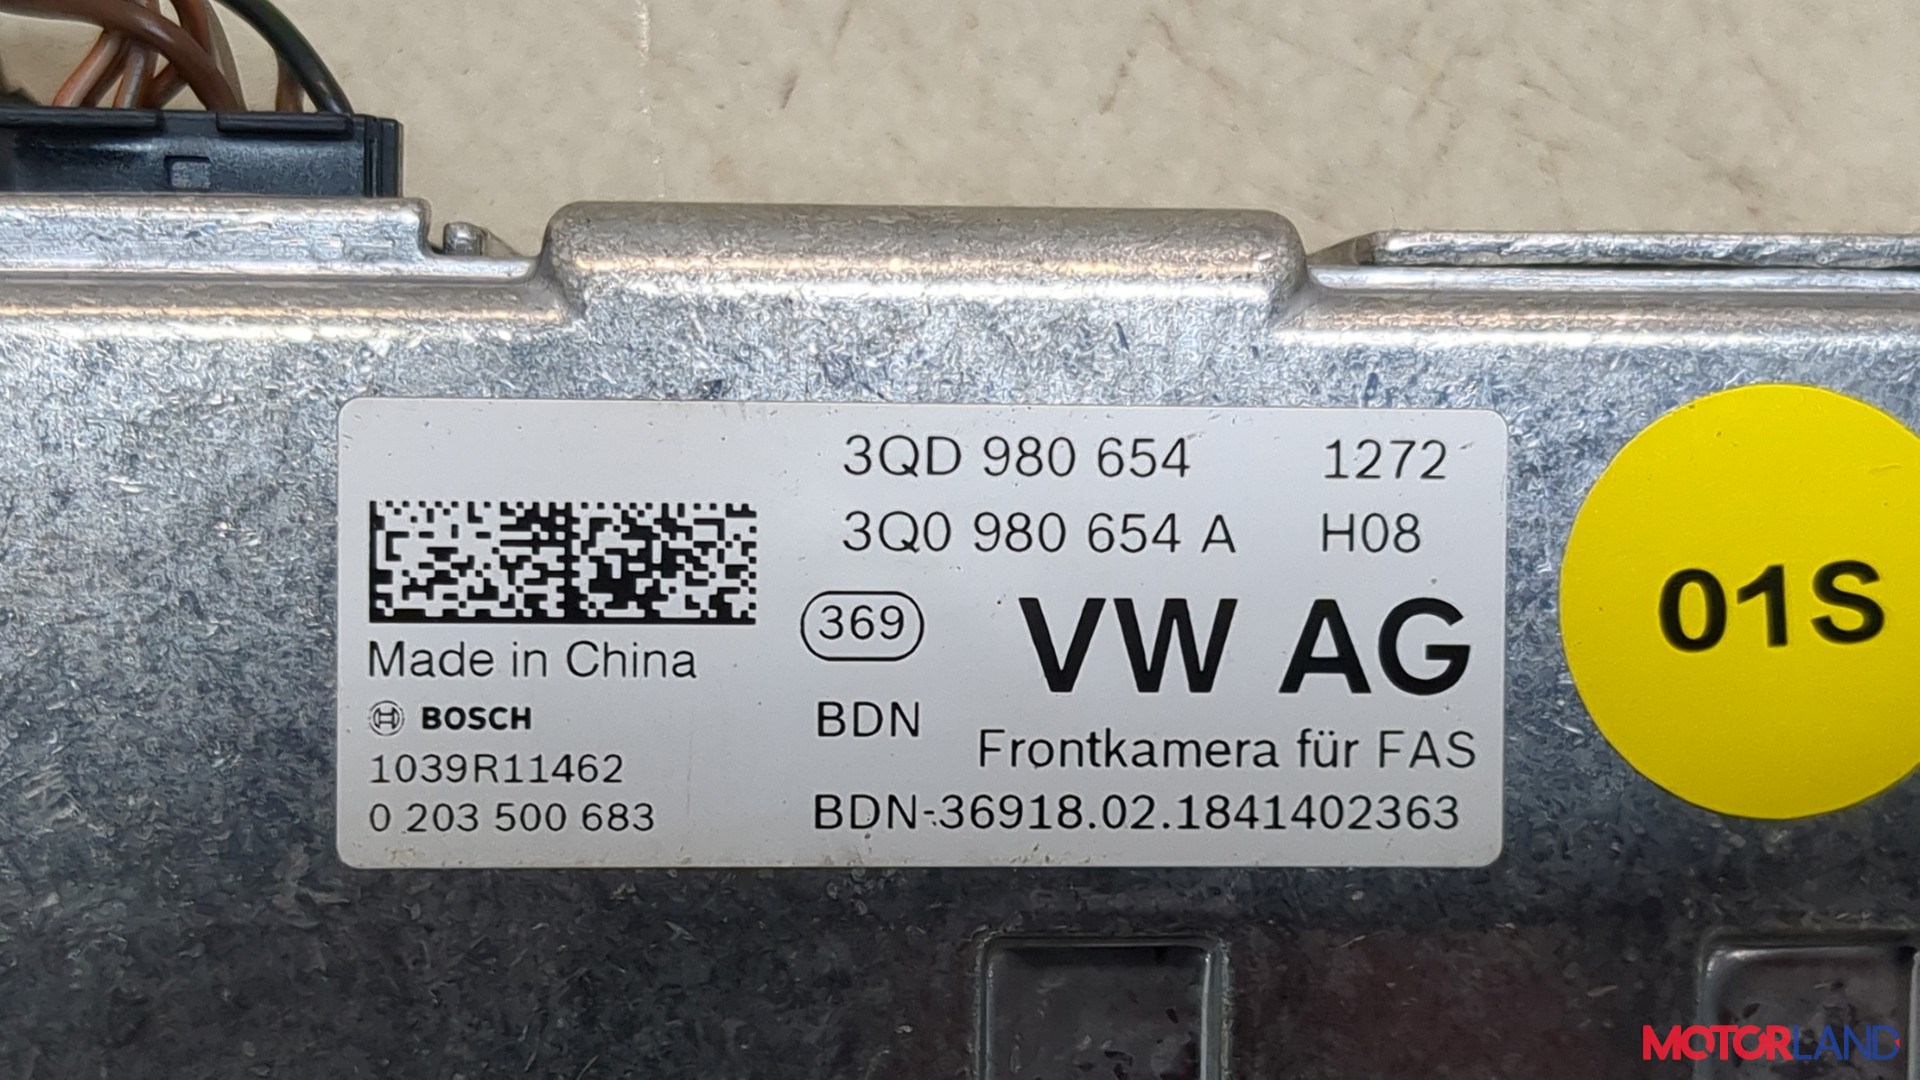 3QD 980 654 1272
3Q0 980 654 A H08
369
VW AG
Made in China
BOSCH
BDN
Frontkamera für FAS
1039R11462
0 203 500 683
BDN-36918.02.1841402363
01S
MOTORLAND